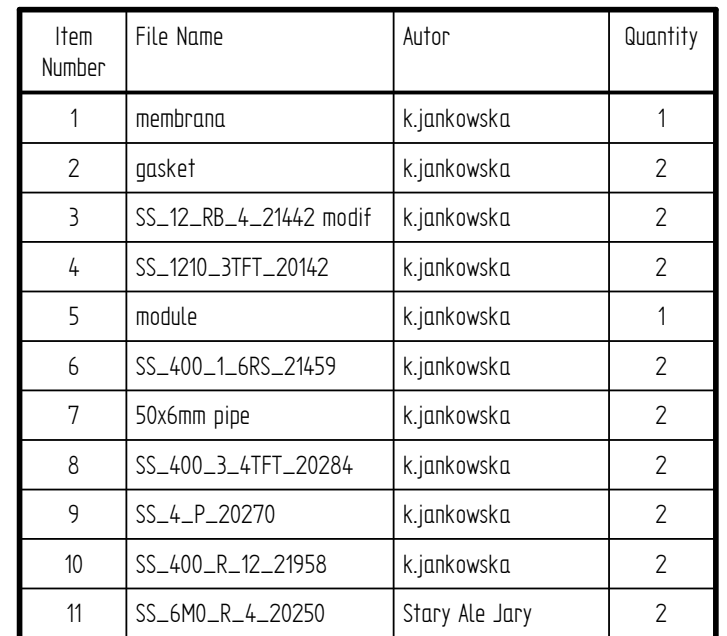 Item Number File Name Autor Quantity
1 membrana k.jankowska 1
2 gasket k.jankowska 2
3 SS_12_RB_4_21442 modif k.jankowska 2
4 SS_1210_3TFT_20142 k.jankowska 2
5 module k.jankowska 1
6 SS_400_1_6RS_21459 k.jankowska 2
7 50x6mm pipe k.jankowska 2
8 SS_400_3_4TFT_20284 k.jankowska 2
9 SS_4_P_20270 k.jankowska 2
10 SS_400_R_12_21958 k.jankowska 2
11 SS_6M0_R_4_20250 Stary Ale Jary 2